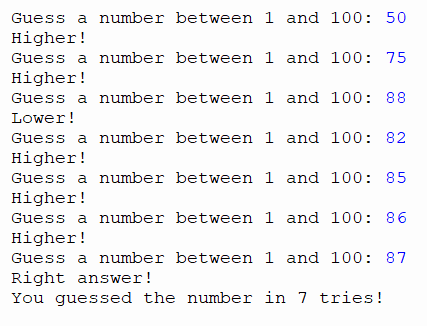 Guess a number between 1 and 100: 50
Higher!
Guess a number between 1 and 100: 75
Higher!
Guess a number between 1 and 100: 88
Lower!
Guess a number between 1 and 100: 82
Higher!
Guess a number between 1 and 100: 85
Higher!
Guess a number between 1 and 100: 86
Higher!
Guess a number between 1 and 100: 87
Right answer!
You guessed the number in 7 tries!